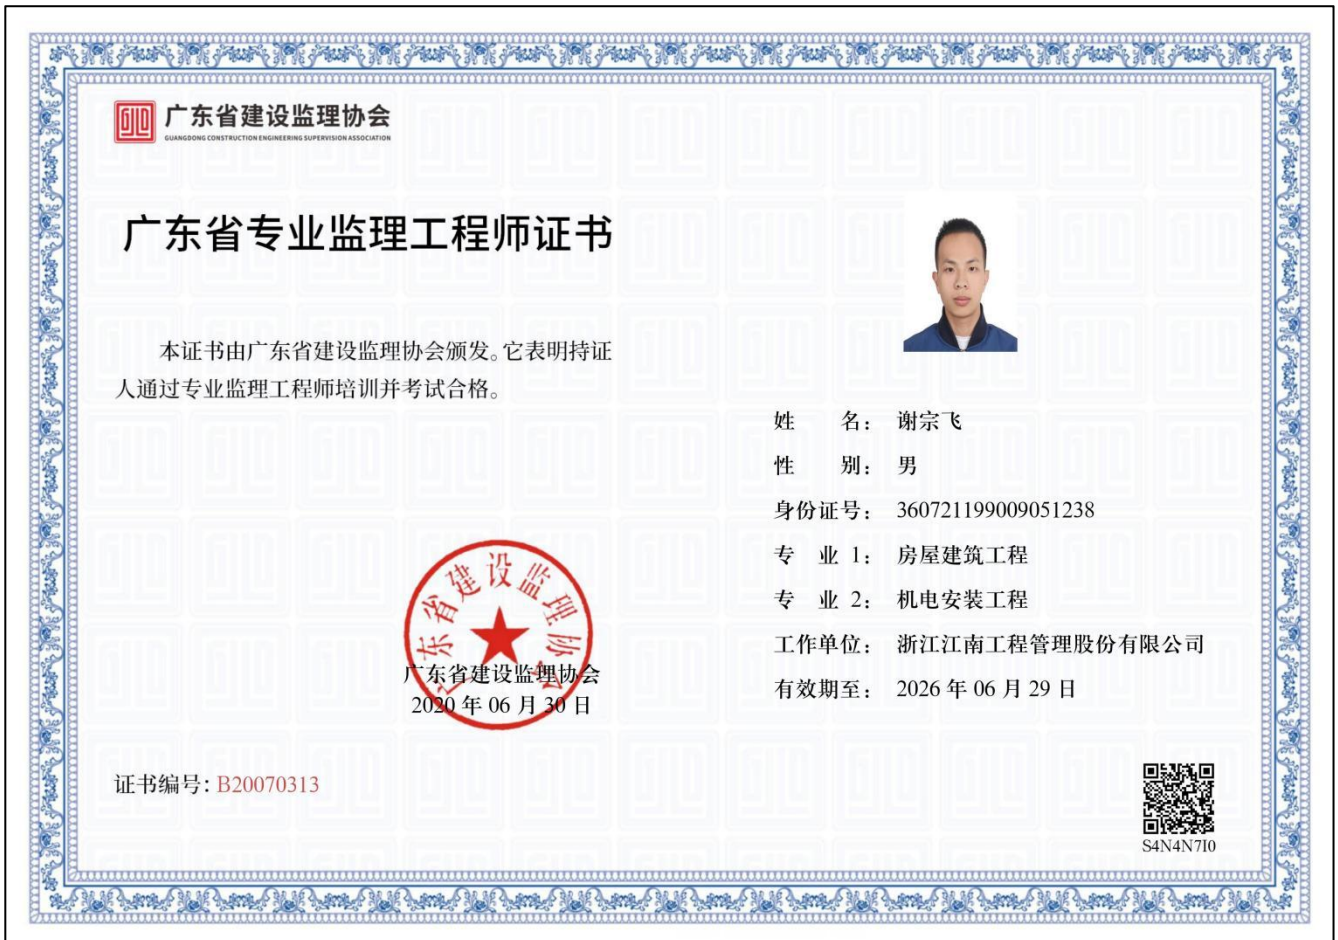 广东省建设监理协会
GUANGDONG CONSTRUCTION ENGINEERING SUPERVISION ASSOCIATION
广东省专业监理工程师证书
本证书由广东省建设监理协会颁发。它表明持证
人通过专业监理工程师培训并考试合格。
广东省建设监理协会
广东省建设监理协会
2020 年 06 月 30 日
证书编号: B20070313
姓 名: 谢宗飞
性 别: 男
身份证号: 360721199009051238
专 业 1: 房屋建筑工程
专 业 2: 机电安装工程
工作单位: 浙江江南工程管理股份有限公司
有效期至: 2026 年 06 月 29 日
S4N4N7I0